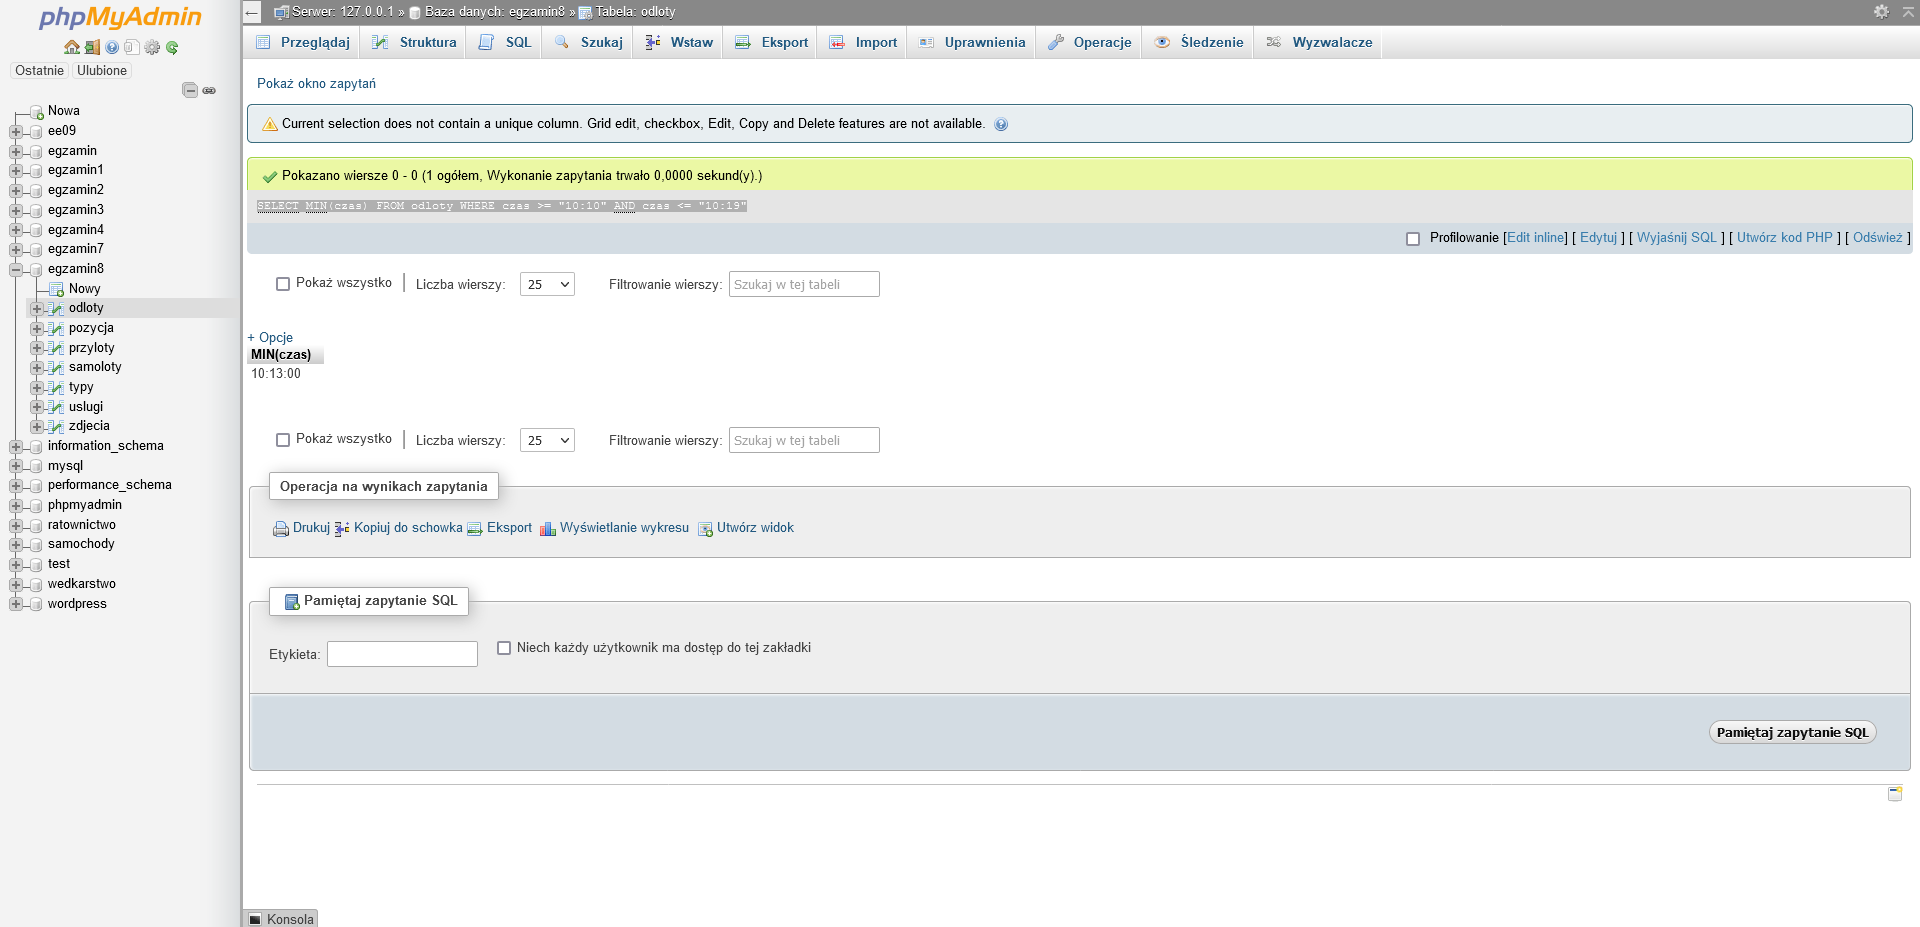 phpMyAdmin
Ostatnie Ulubione
Nowa
ee09
egzamin
egzamin1
egzamin2
egzamin3
egzamin4
egzamin7
egzamin8
Nowy
odloty
pozycja
przyloty
samoloty
typy
uslugi
zdjecia
information_schema
mysql
performance_schema
phpmyadmin
ratownictwo
samochody
test
wedkarstwo
wordpress
Serwer: 127.0.0.1 » Baza danych: egzamin8 » Tabela: odloty
Przeglądaj Struktura SQL Szukaj Wstaw Eksport Import Uprawnienia Operacje Śledzenie Wyzwalacze
Pokaż okno zapytań
Current selection does not contain a unique column. Grid edit, checkbox, Edit, Copy and Delete features are not available.
Pokazano wiersze 0 - 0 (1 ogółem, Wykonanie zapytania trwało 0,0000 sekund(y).)
SELECT MIN(czas) FROM odloty WHERE czas >= "10:10" AND czas <= "10:19"
Profilowanie [Edit inline] [ Edytuj ] [ Wyjaśnij SQL ] [ Utwórz kod PHP ] [ Odśwież ]
Pokaż wszystko | Liczba wierszy: 25 Filtrowanie wierszy: Szukaj w tej tabeli
+ Opcje
MIN(czas)
10:13:00
Pokaż wszystko | Liczba wierszy: 25 Filtrowanie wierszy: Szukaj w tej tabeli
Operacja na wynikach zapytania
Drukuj Kopiuj do schowka Eksport Wyświetlanie wykresu Utwórz widok
Pamiętaj zapytanie SQL
Etykieta: Niech każdy użytkownik ma dostęp do tej zakładki
Pamiętaj zapytanie SQL
Konsola